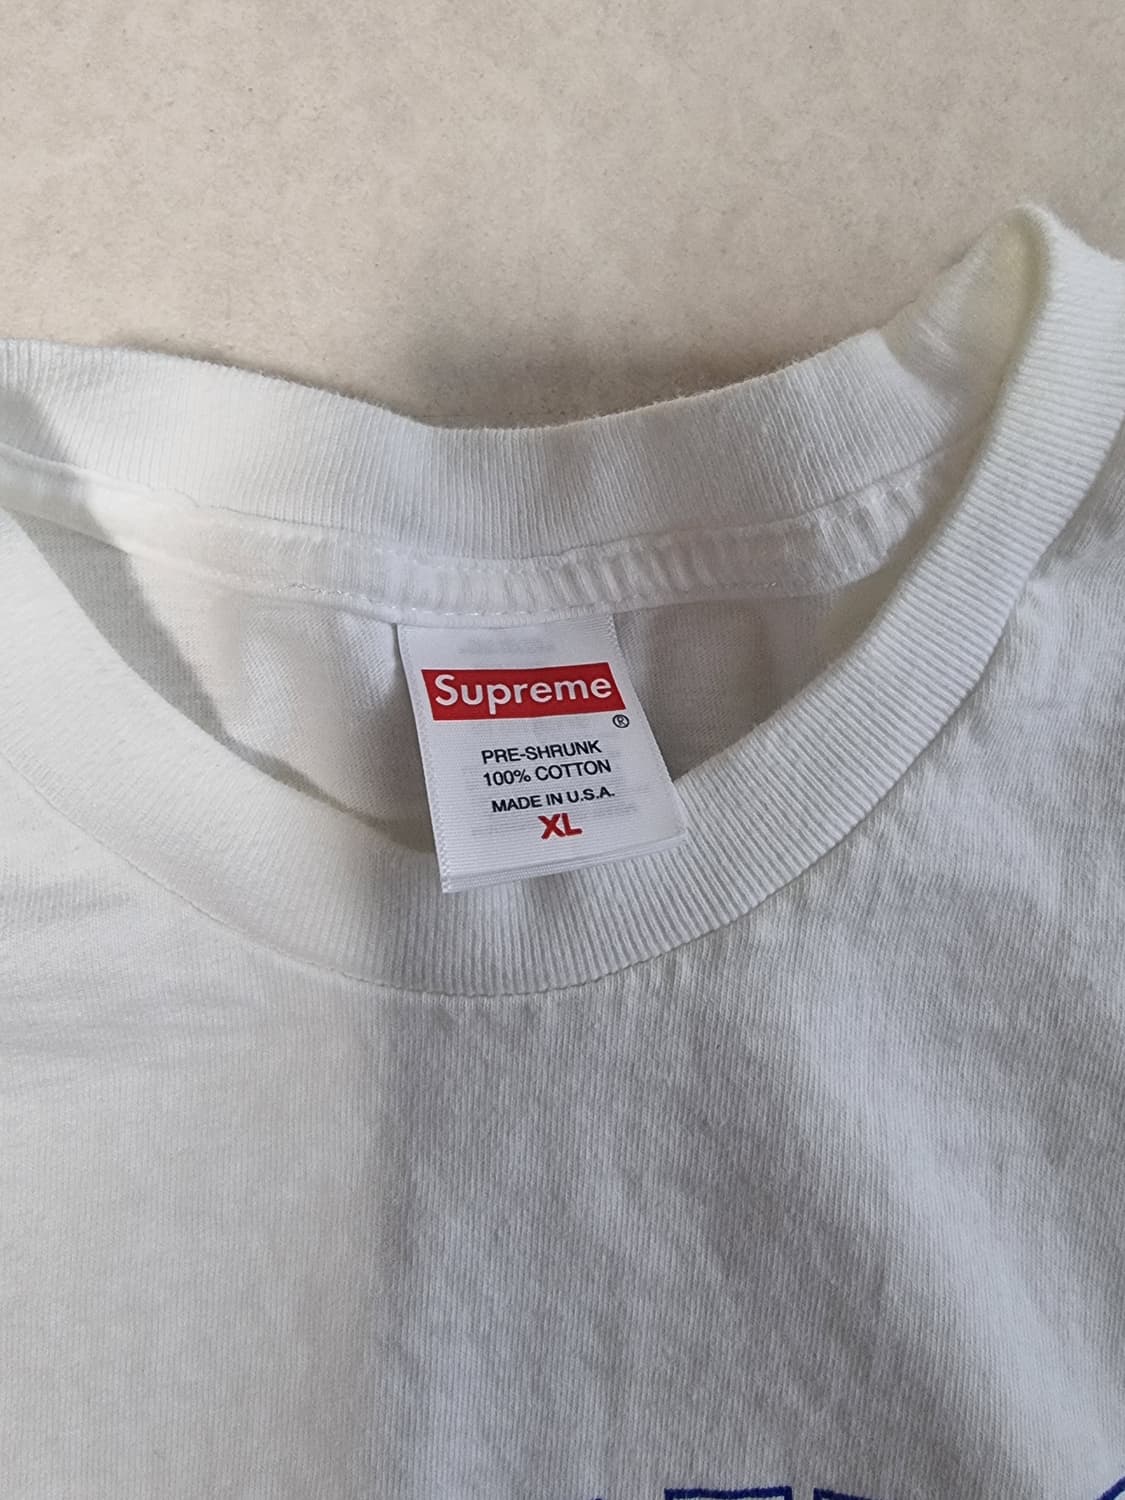 Supreme
®
PRE-SHRUNK
100% COTTON
MADE IN U.S.A.
XL